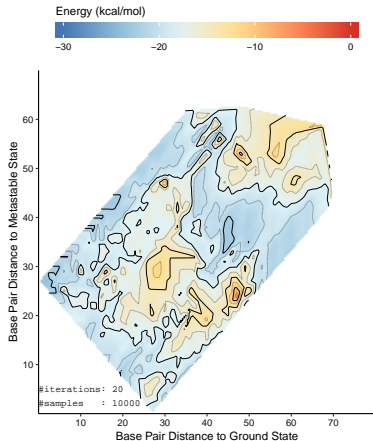 Energy (kcal/mol)
−30 −20 −10 0
Base Pair Distance to Metastable State
60
50
40
30
20
10
#iterations: 20
#samples   : 10000
10 20 30 40 50 60 70
Base Pair Distance to Ground State